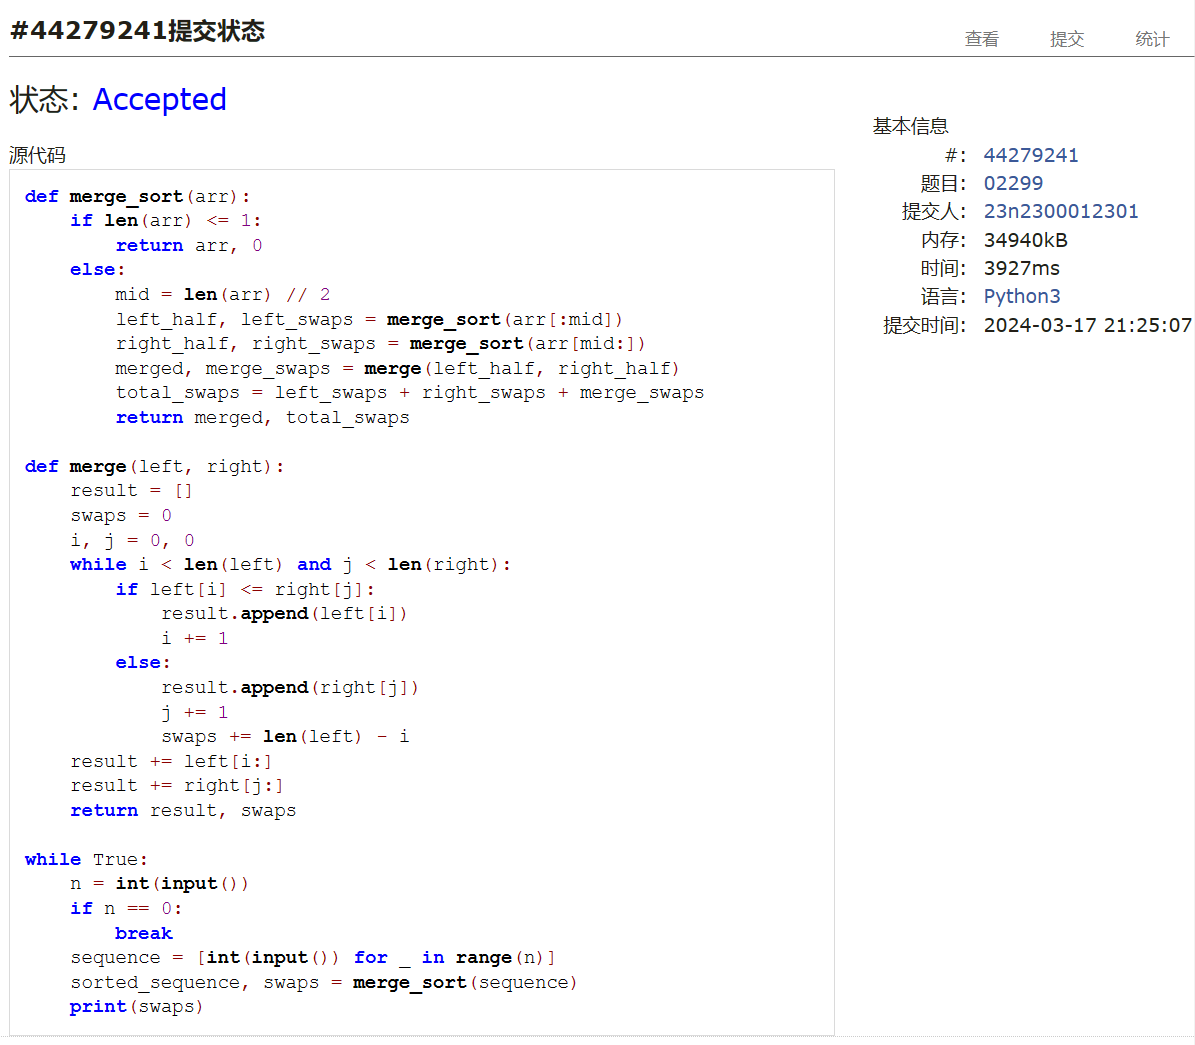 #44279241提交状态
查看 提交 统计
状态: Accepted
源代码
def merge_sort(arr):
    if len(arr) <= 1:
        return arr, 0
    else:
        mid = len(arr) // 2
        left_half, left_swaps = merge_sort(arr[:mid])
        right_half, right_swaps = merge_sort(arr[mid:])
        merged, merge_swaps = merge(left_half, right_half)
        total_swaps = left_swaps + right_swaps + merge_swaps
        return merged, total_swaps

def merge(left, right):
    result = []
    swaps = 0
    i, j = 0, 0
    while i < len(left) and j < len(right):
        if left[i] <= right[j]:
            result.append(left[i])
            i += 1
        else:
            result.append(right[j])
            j += 1
            swaps += len(left) - i
    result += left[i:]
    result += right[j:]
    return result, swaps

while True:
    n = int(input())
    if n == 0:
        break
    sequence = [int(input()) for _ in range(n)]
    sorted_sequence, swaps = merge_sort(sequence)
    print(swaps)
基本信息
#: 44279241
题目: 02299
提交人: 23n2300012301
内存: 34940kB
时间: 3927ms
语言: Python3
提交时间: 2024-03-17 21:25:07